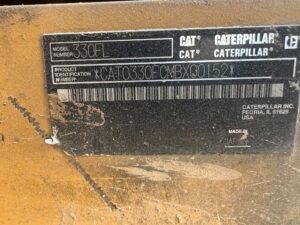 MODEL NUMBER 330FL
CAT® CATERPILLAR®
CAT® CATERPILLAR®
PRODUCT IDENTIFICATION NUMBER *CAT0330FCMBX00152*
CATERPILLAR INC.
PEORIA, IL 61629
USA
MADE IN